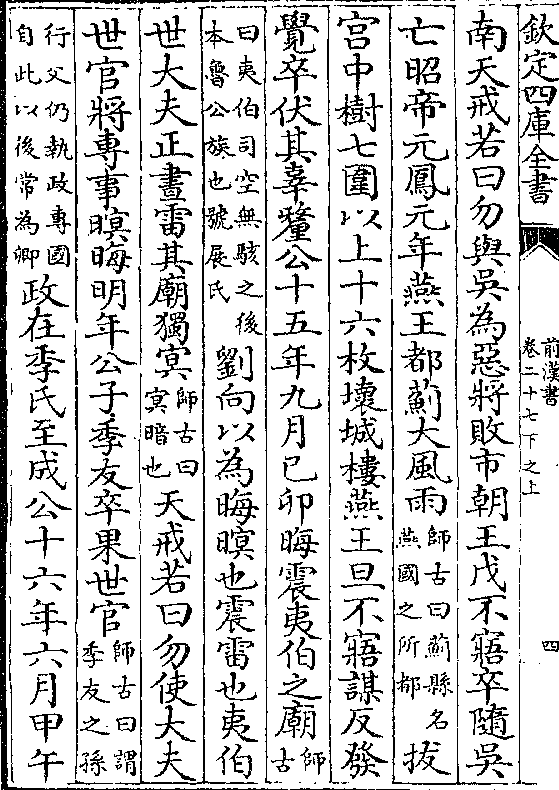 欽定四庫全書
前漢書
卷二十七下之上
四
南天戒若曰勿與吳為惡將敗市朝王戊不寤卒隨吳
亡昭帝元鳳元年燕王都薊大風雨師古曰薊縣名燕國之所都拔
宮中樹七圍以上十六枚壞城樓燕王旦不寤謀反發
覺卒伏其辜釐公十五年九月已卯晦震夷伯之廟師古
曰夷伯司空無駭之後本魯公族也號展氏劉向以為晦暝也震雷也夷伯
世大夫正晝雷其廟獨冥師古曰冥暗也天戒若曰勿使大夫
世官將專事暝晦明年公子季友卒果世官師古曰謂季友之孫
行父仍執政專國自此以後常為卿政在季氏至成公十六年六月甲午